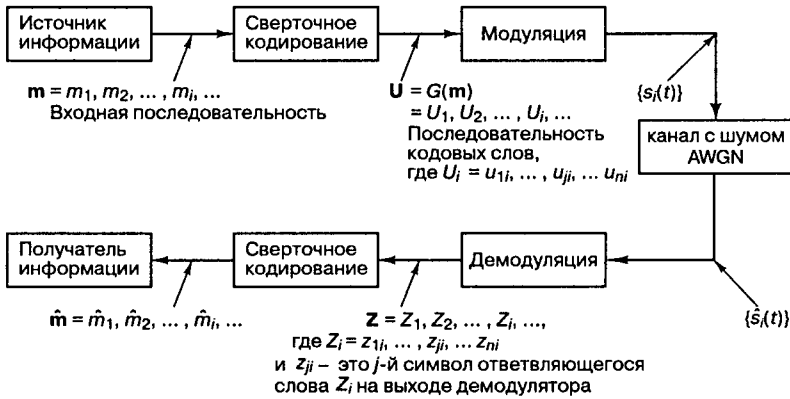 Источник
информации
Сверточное
кодирование
Модуляция
m = m₁, m₂, ... , mᵢ, ...
Входная последовательность
U = G(m)
= U₁, U₂, ... , Uᵢ, ...
Последовательность
кодовых слов,
где Uᵢ = u₁ᵢ, ... , uⱼᵢ, ... uₙᵢ
{sᵢ(t)}
канал с шумом
AWGN
Получатель
информации
Сверточное
кодирование
Демодуляция
m̂ = m̂₁, m̂₂, ... , m̂ᵢ, ...
Z = Z₁, Z₂, ... , Zᵢ, ...,
где Zᵢ = z₁ᵢ, ... , zⱼᵢ, ... zₙᵢ
и zⱼᵢ – это j-й символ ответвляющегося
слова Zᵢ на выходе демодулятора
{ŝᵢ(t)}